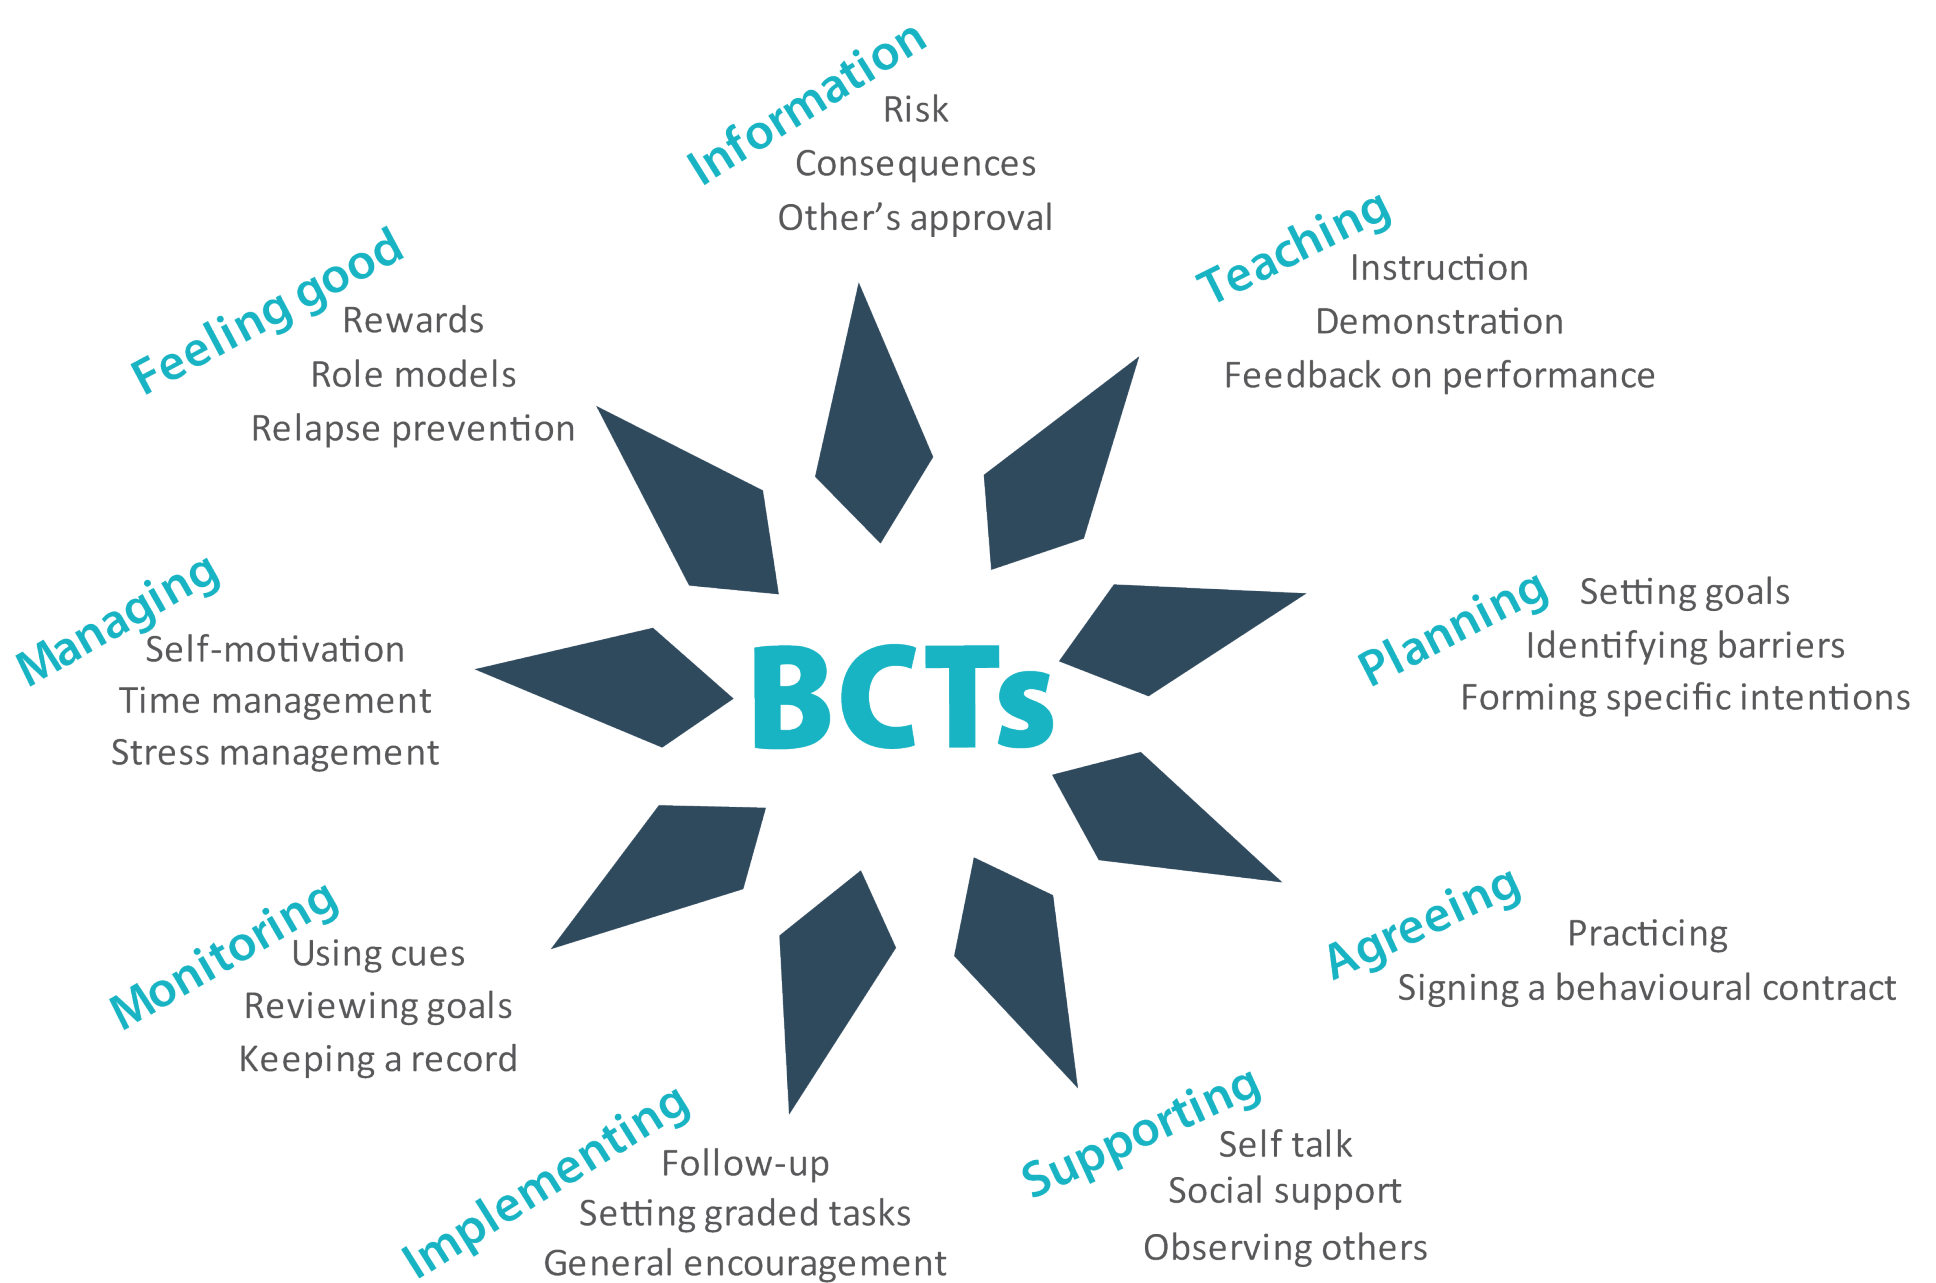 Information
Risk
Consequences
Other’s approval
Teaching
Instruction
Demonstration
Feedback on performance
Planning
Setting goals
Identifying barriers
Forming specific intentions
Agreeing
Practicing
Signing a behavioural contract
Supporting
Self talk
Social support
Observing others
Implementing
Follow-up
Setting graded tasks
General encouragement
Monitoring
Using cues
Reviewing goals
Keeping a record
Managing
Self-motivation
Time management
Stress management
Feeling good
Rewards
Role models
Relapse prevention
BCTs